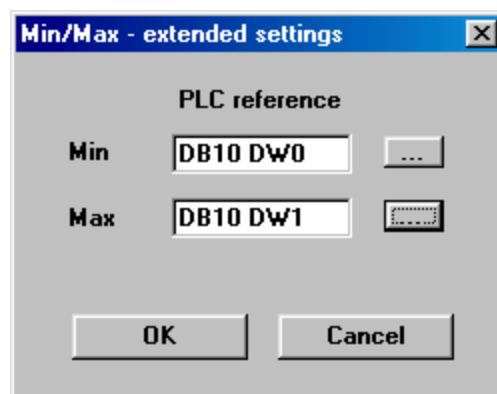 Min/Max - extended settings
PLC reference
Min DB10 DW0 ...
Max DB10 DW1 ...
OK Cancel